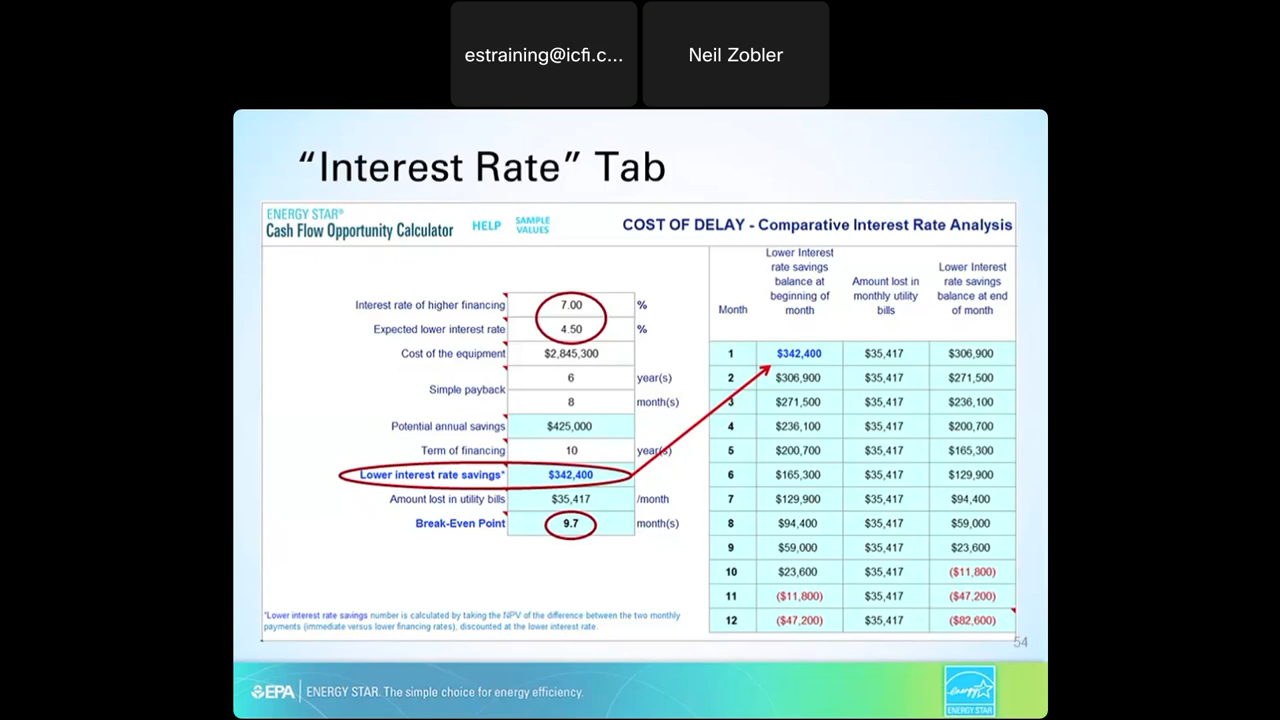 estraining@icfi.c...
Neil Zobler
“Interest Rate” Tab
ENERGY STAR®
Cash Flow Opportunity Calculator
HELP
SAMPLE
VALUES
COST OF DELAY - Comparative Interest Rate Analysis
Interest rate of higher financing 7.00 %
Expected lower interest rate 4.50 %
Cost of the equipment $2,845,300
Simple payback
6 year(s)
8 month(s)
Potential annual savings $425,000
Term of financing 10 year(s)
Lower interest rate savings* $342,400
Amount lost in utility bills $35,417 /month
Break-Even Point 9.7 month(s)
*Lower interest rate savings number is calculated by taking the NPV of the difference between the two monthly
payments (immediate versus lower financing rates), discounted at the lower interest rate.
Month
Lower Interest
rate savings
balance at
beginning of
month
Amount lost in
monthly utility
bills
Lower Interest
rate savings
balance at end
of month
1 $342,400 $35,417 $306,900
2 $306,900 $35,417 $271,500
3 $271,500 $35,417 $236,100
4 $236,100 $35,417 $200,700
5 $200,700 $35,417 $165,300
6 $165,300 $35,417 $129,900
7 $129,900 $35,417 $94,400
8 $94,400 $35,417 $59,000
9 $59,000 $35,417 $23,600
10 $23,600 $35,417 ($11,800)
11 ($11,800) $35,417 ($47,200)
12 ($47,200) $35,417 ($82,600)
54
EPA
ENERGY STAR. The simple choice for energy efficiency.
energy
ENERGY STAR